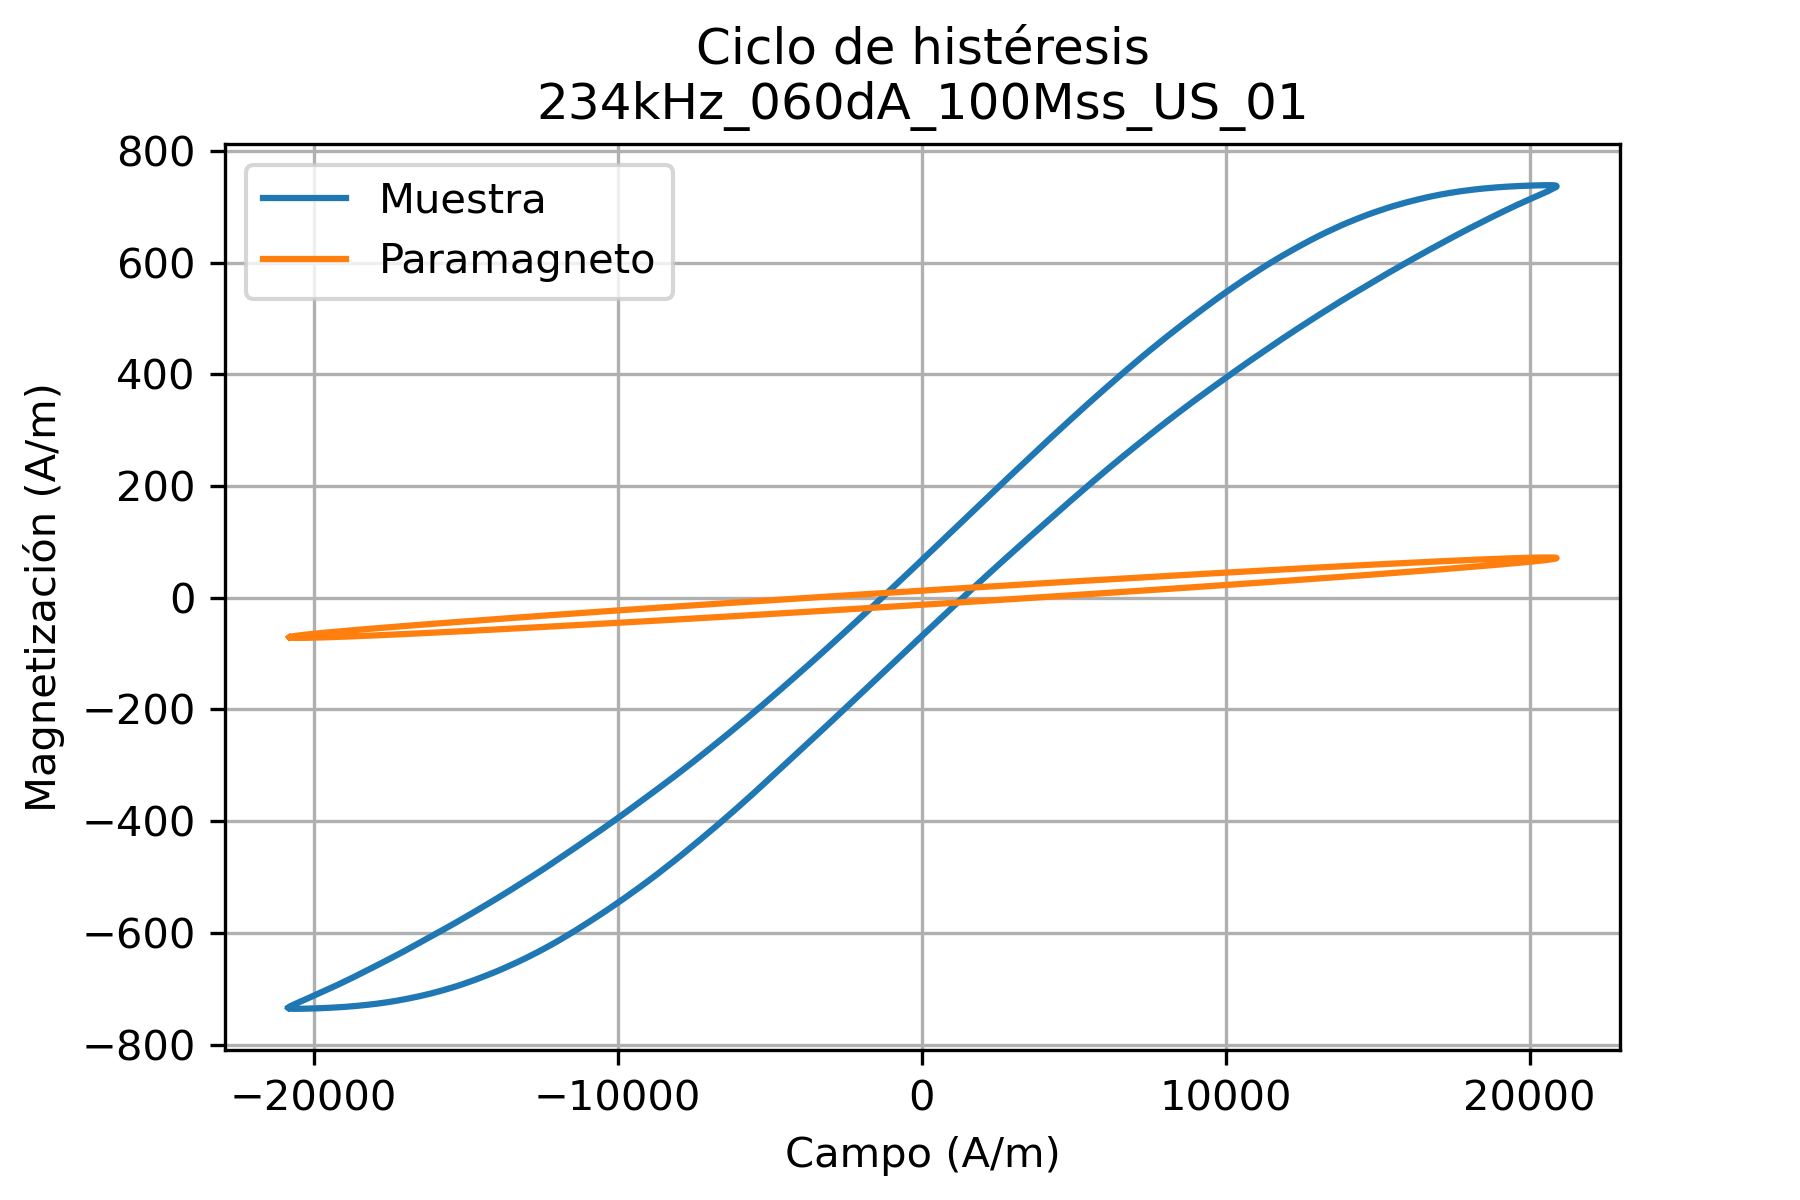 Ciclo de histéresis
234kHz_060dA_100Mss_US_01
Muestra
Paramagneto
Magnetización (A/m)
800
600
400
200
0
−200
−400
−600
−800
−20000
−10000
0
10000
20000
Campo (A/m)